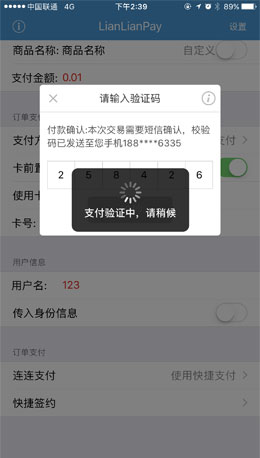 中国联通 4G 下午2:39 89%
LianLianPay 设置
商品名称: 商品名称 自定义
支付金额: 0.01
请输入验证码
订单支
付款确认:本次交易需要短信确认，校验
支付方
码已发送至您手机188****6335
卡前置
2 5 8 4 2 6
使用卡
支付验证中，请稍候
卡号:
用户信息
用户名: 123
传入身份信息
订单支付
连连支付 使用快捷支付
快捷签约